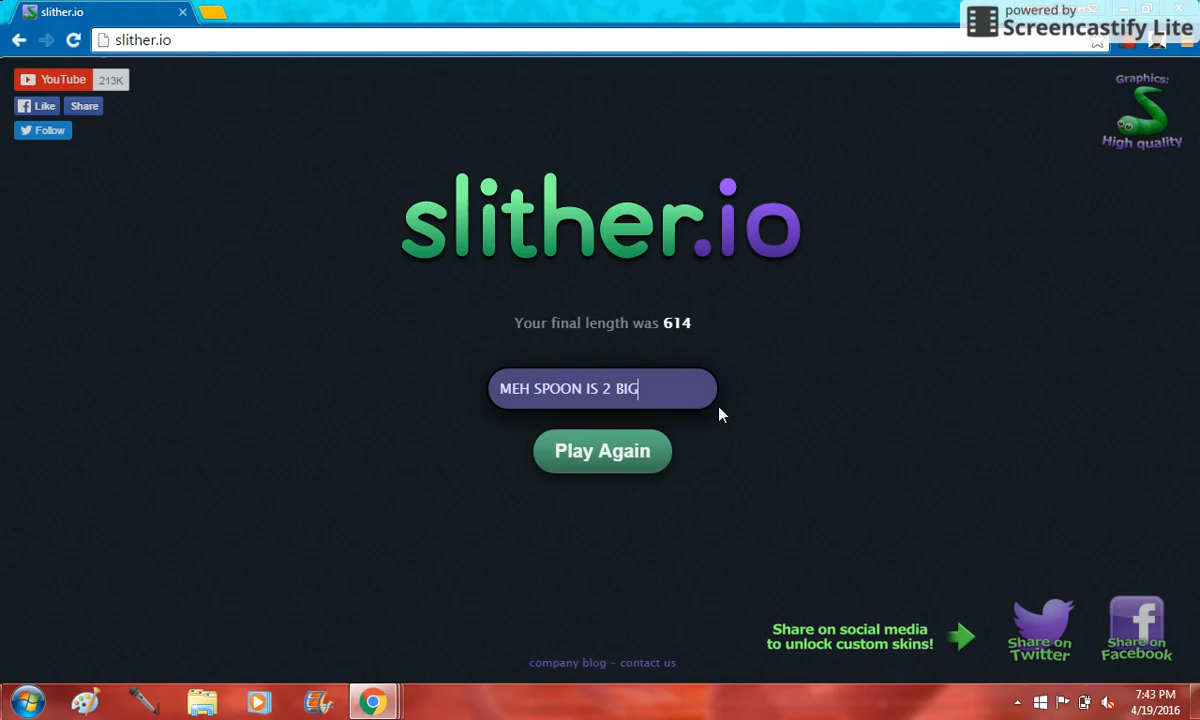 slither.io
powered by
Screencastify Lite
slither.io
YouTube 213K
Like Share
Follow
Graphics:
High quality
slither.io
Your final length was 614
MEH SPOON IS 2 BIG
Play Again
Share on social media
to unlock custom skins!
Share on
Twitter
Share on
Facebook
company blog - contact us
7:43 PM
4/19/2016